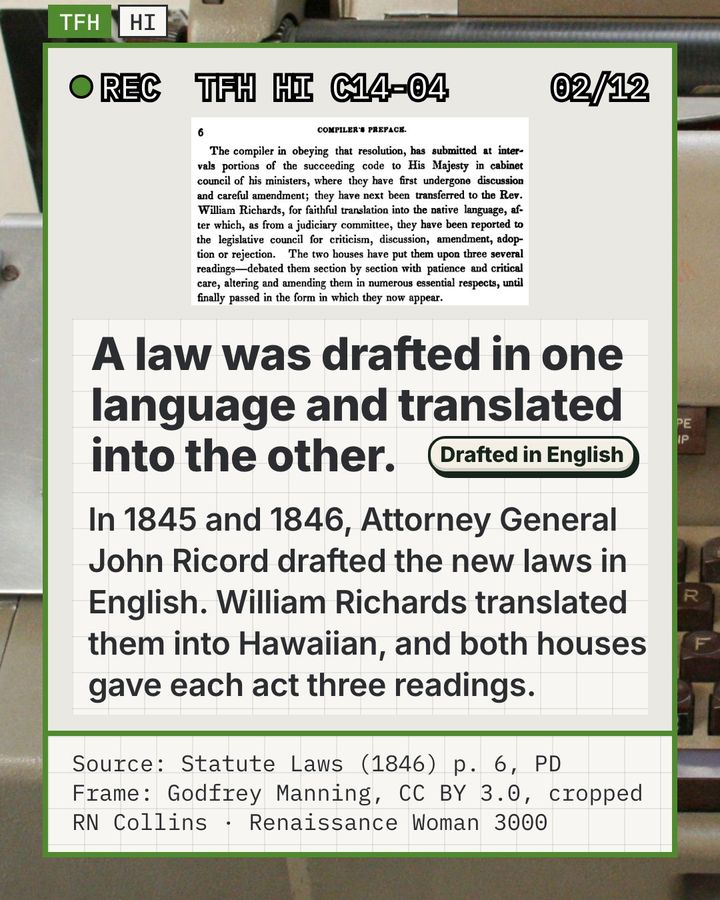 TFH HI
REC TFH HI C14-04 02/12
6 COMPILER'S PREFACE.
The compiler in obeying that resolution, has submitted at inter-
vals portions of the succeeding code to His Majesty in cabinet
council of his ministers, where they have first undergone discussion
and careful amendment; they have next been transferred to the Rev.
William Richards, for faithful translation into the native language, af-
ter which, as from a judiciary committee, they have been reported to
the legislative council for criticism, discussion, amendment, adop-
tion or rejection. The two houses have put them upon three several
readings—debated them section by section with patience and critical
care, altering and amending them in numerous essential respects, until
finally passed in the form in which they now appear.
A law was drafted in one
language and translated
into the other.
Drafted in English
In 1845 and 1846, Attorney General
John Ricord drafted the new laws in
English. William Richards translated
them into Hawaiian, and both houses
gave each act three readings.
R
F
Source: Statute Laws (1846) p. 6, PD
Frame: Godfrey Manning, CC BY 3.0, cropped
RN Collins · Renaissance Woman 3000